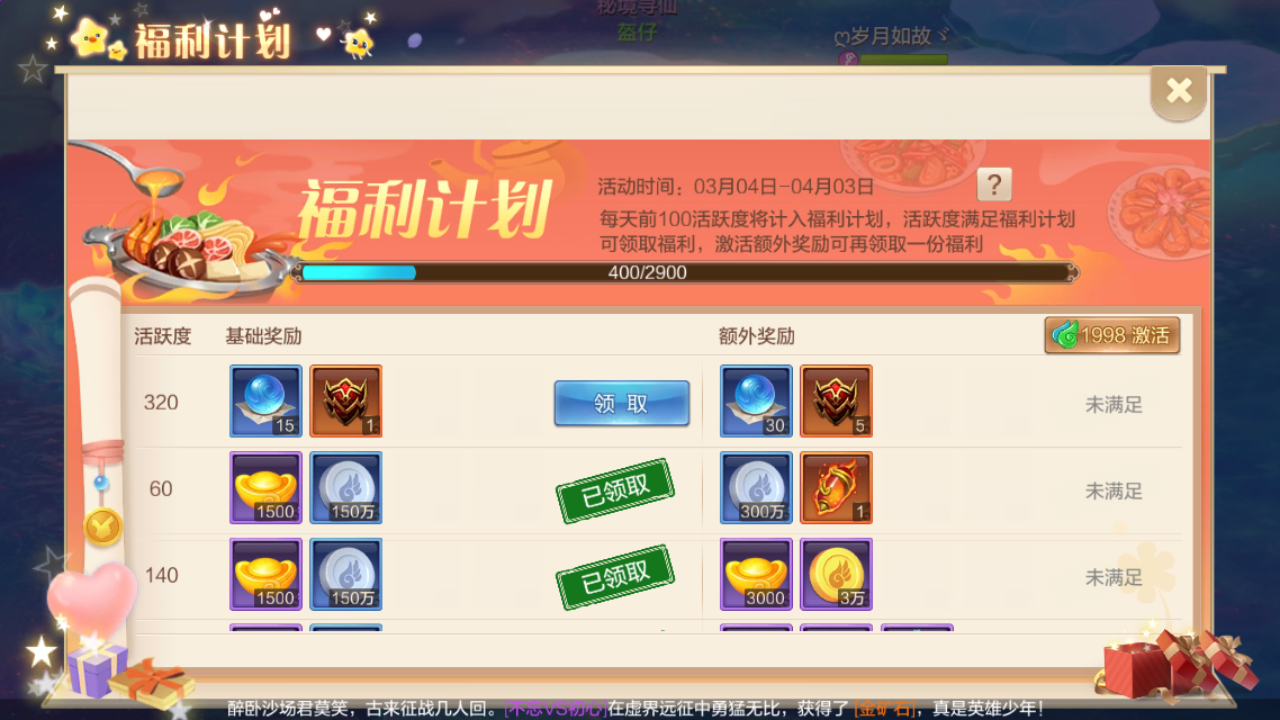 秘境寻仙
盔仔
ღ岁月如故ヾ
福利计划
福利计划
活动时间：03月04日-04月03日
?
每天前100活跃度将计入福利计划，活跃度满足福利计划
可领取福利，激活额外奖励可再领取一份福利
400/2900
活跃度 基础奖励 额外奖励 1998 激活
320 15 1 领 取 30 5 未满足
60 1500 150万 已领取 300万 1 未满足
140 1500 150万 已领取 3000 3万 未满足
醉卧沙场君莫笑，古来征战几人回。[不忘VS初心]在虚界远征中勇猛无比，获得了 [金矿石]，真是英雄少年！